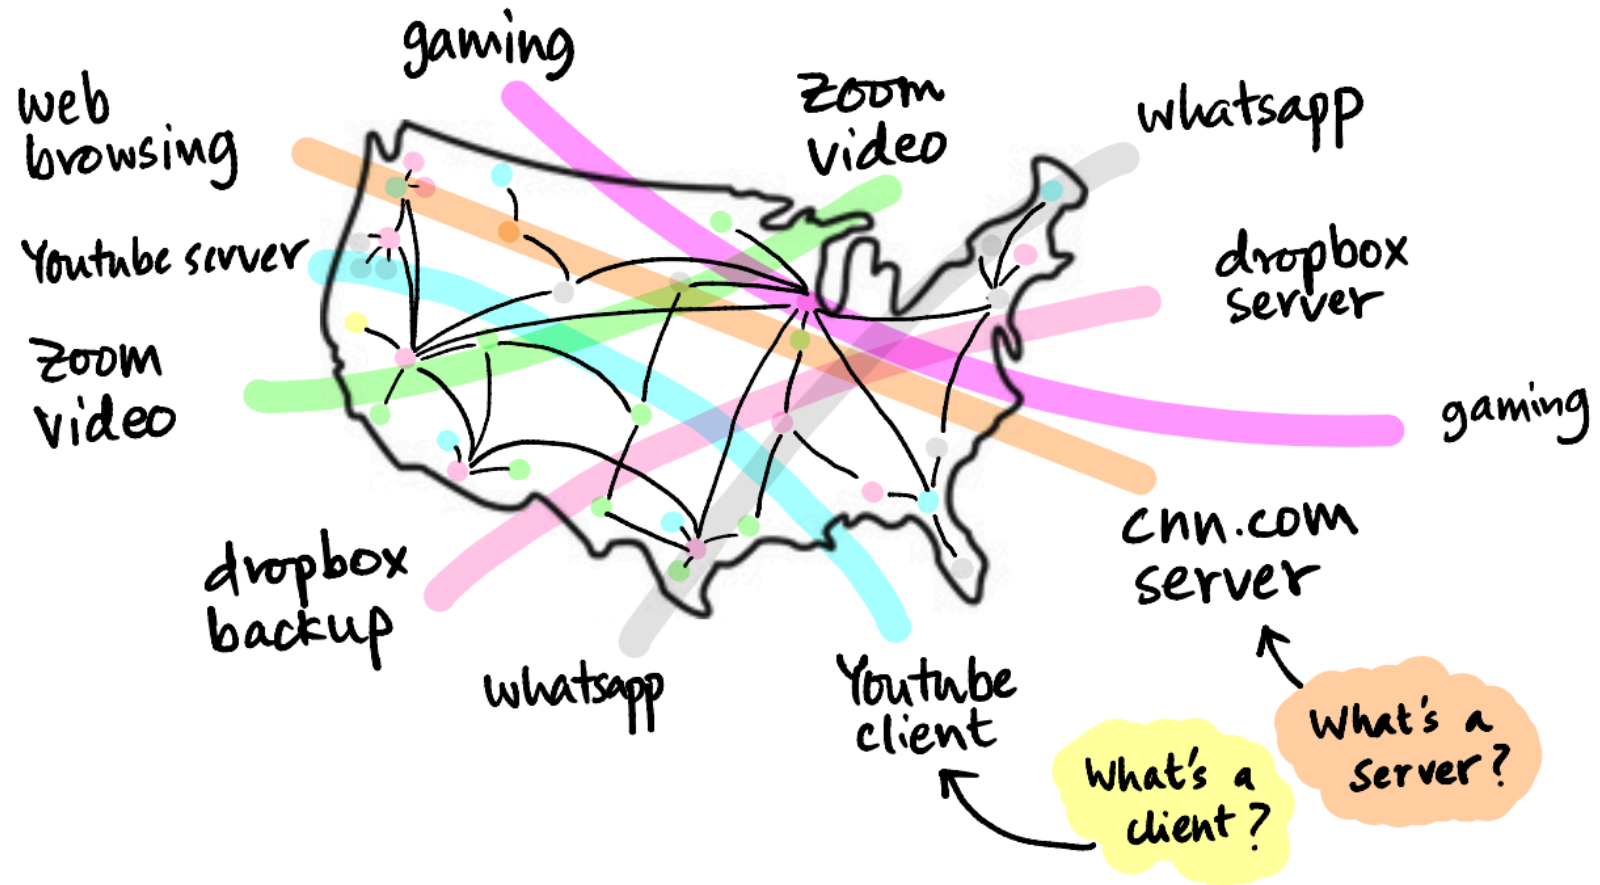 gaming
web
browsing
zoom
video
whatsapp
Youtube server
dropbox
server
zoom
video
gaming
cnn.com
server
dropbox
backup
whatsapp
Youtube
client
What's a
server?
What's a
client?